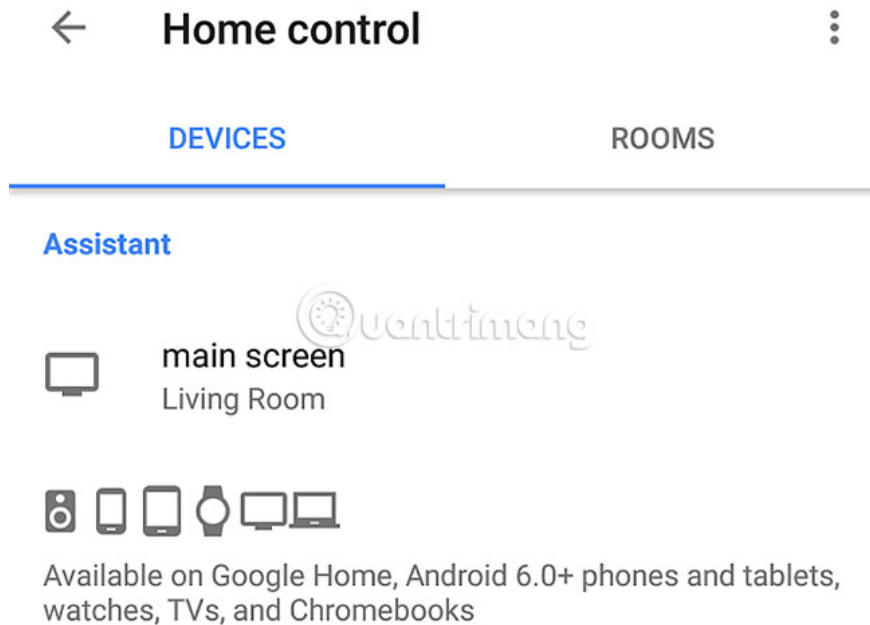 Home control
DEVICES
ROOMS
Assistant
Quantrimang
main screen
Living Room
Available on Google Home, Android 6.0+ phones and tablets,
watches, TVs, and Chromebooks